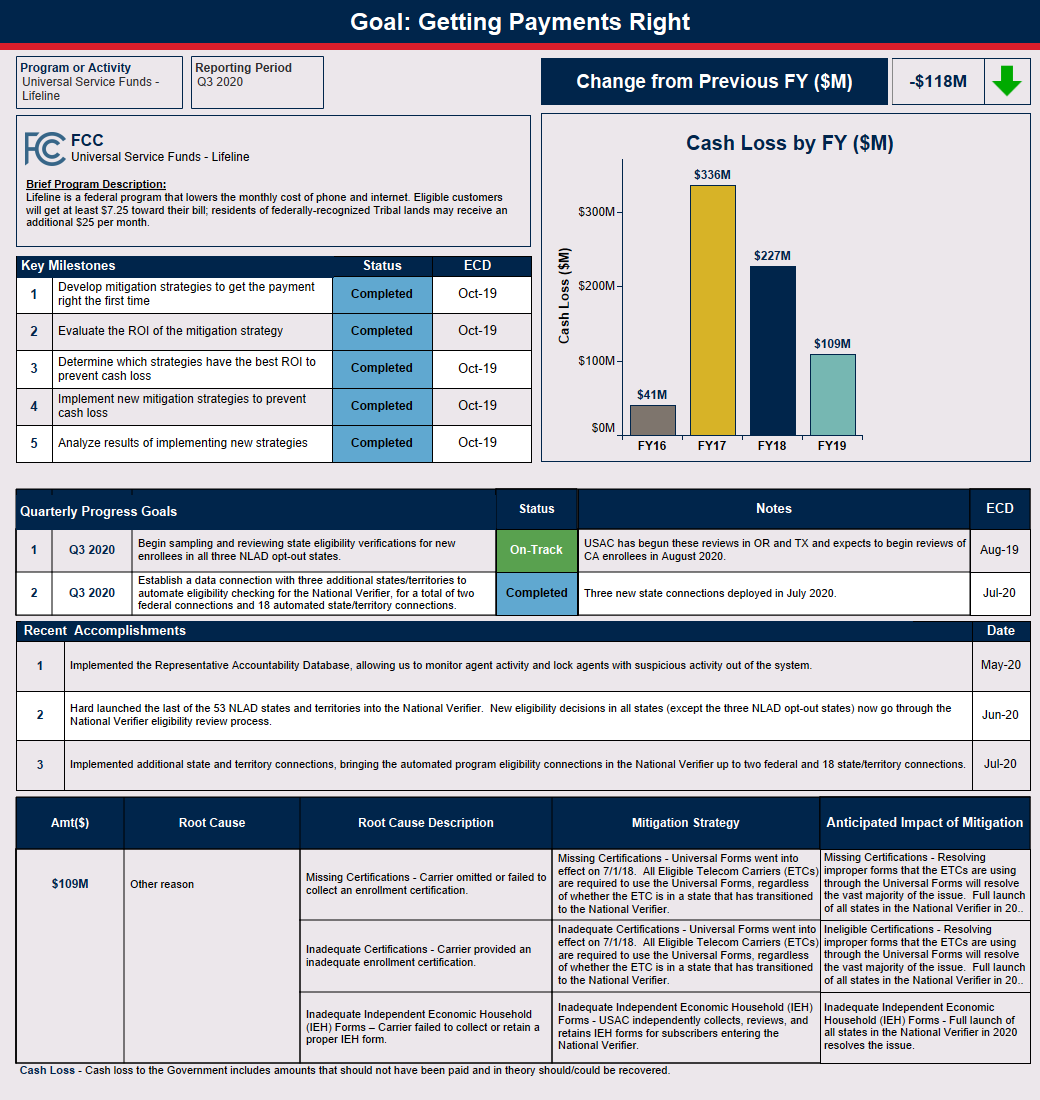 Goal: Getting Payments Right
Program or Activity
Universal Service Funds -
Lifeline
Reporting Period
Q3 2020
Change from Previous FY ($M)
-$118M
FCC
FCC
Universal Service Funds - Lifeline
Brief Program Description:
Lifeline is a federal program that lowers the monthly cost of phone and internet. Eligible customers
will get at least $7.25 toward their bill; residents of federally-recognized Tribal lands may receive an
additional $25 per month.
Cash Loss by FY ($M)
Cash Loss ($M)
$300M
$200M
$100M
$0M
$41M
$336M
$227M
$109M
FY16
FY17
FY18
FY19
Key Milestones
Status
ECD
1
Develop mitigation strategies to get the payment
right the first time
Completed
Oct-19
2
Evaluate the ROI of the mitigation strategy
Completed
Oct-19
3
Determine which strategies have the best ROI to
prevent cash loss
Completed
Oct-19
4
Implement new mitigation strategies to prevent
cash loss
Completed
Oct-19
5
Analyze results of implementing new strategies
Completed
Oct-19
Quarterly Progress Goals
Status
Notes
ECD
1
Q3 2020
Begin sampling and reviewing state eligibility verifications for new
enrollees in all three NLAD opt-out states.
On-Track
USAC has begun these reviews in OR and TX and expects to begin reviews of
CA enrollees in August 2020.
Aug-19
2
Q3 2020
Establish a data connection with three additional states/territories to
automate eligibility checking for the National Verifier, for a total of two
federal connections and 18 automated state/territory connections.
Completed
Three new state connections deployed in July 2020.
Jul-20
Recent Accomplishments
Date
1
Implemented the Representative Accountability Database, allowing us to monitor agent activity and lock agents with suspicious activity out of the system.
May-20
2
Hard launched the last of the 53 NLAD states and territories into the National Verifier. New eligibility decisions in all states (except the three NLAD opt-out states) now go through the
National Verifier eligibility review process.
Jun-20
3
Implemented additional state and territory connections, bringing the automated program eligibility connections in the National Verifier up to two federal and 18 state/territory connections.
Jul-20
Amt($)
Root Cause
Root Cause Description
Mitigation Strategy
Anticipated Impact of Mitigation
$109M
Other reason
Missing Certifications - Carrier omitted or failed to
collect an enrollment certification.
Missing Certifications - Universal Forms went into
effect on 7/1/18. All Eligible Telecom Carriers (ETCs)
are required to use the Universal Forms, regardless
of whether the ETC is in a state that has transitioned
to the National Verifier.
Missing Certifications - Resolving
improper forms that the ETCs are using
through the Universal Forms will resolve
the vast majority of the issue. Full launch
of all states in the National Verifier in 20..
Inadequate Certifications - Carrier provided an
inadequate enrollment certification.
Inadequate Certifications - Universal Forms went into
effect on 7/1/18. All Eligible Telecom Carriers (ETCs)
are required to use the Universal Forms, regardless
of whether the ETC is in a state that has transitioned
to the National Verifier.
Ineligible Certifications - Resolving
improper forms that the ETCs are using
through the Universal Forms will resolve
the vast majority of the issue. Full launch
of all states in the National Verifier in 20..
Inadequate Independent Economic Household
(IEH) Forms – Carrier failed to collect or retain a
proper IEH form.
Inadequate Independent Economic Household (IEH)
Forms - USAC independently collects, reviews, and
retains IEH forms for subscribers entering the
National Verifier.
Inadequate Independent Economic
Household (IEH) Forms - Full launch of
all states in the National Verifier in 2020
resolves the issue.
Cash Loss - Cash loss to the Government includes amounts that should not have been paid and in theory should/could be recovered.